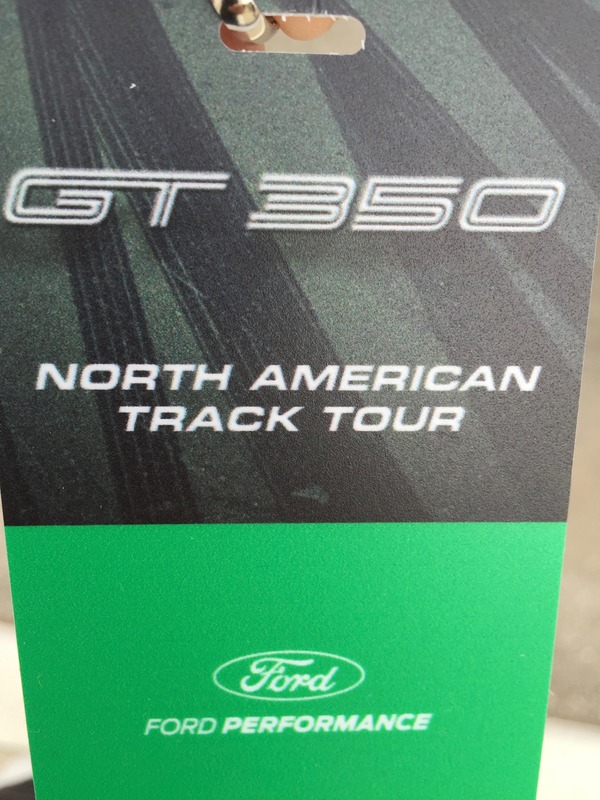 GT 350
NORTH AMERICAN
TRACK TOUR
Ford
FORD PERFORMANCE